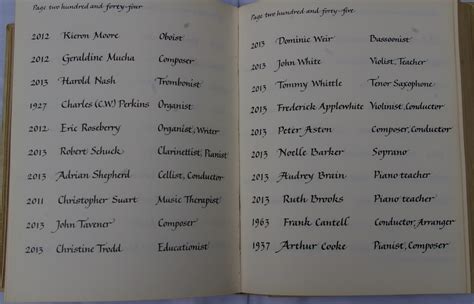 Page two hundred and forty-four
2012 Kieron Moore Oboist
2012 Geraldine Mucha Composer
2013 Harold Nash Trombonist
1927 Charles (C.W) Perkins Organist
2012 Eric Roseberry Organist, Writer
2013 Robert Schuck Clarinettist, Pianist
2013 Adrian Shepherd Cellist, Conductor
2011 Christopher Suart Music Therapist
2013 John Tavener Composer
2013 Christine Trodd Educationist
Page two hundred and forty-five
2013 Dominic Weir Bassoonist
2013 John White Violist, Teacher
2013 Tommy Whittle Tenor Saxophone
2013 Frederick Applewhite Violinist, Conductor
2013 Peter Aston Composer, Conductor
2013 Noelle Barker Soprano
2013 Audrey Brain Piano teacher
2013 Ruth Brooks Piano teacher
1963 Frank Cantell Conductor, Arranger
1937 Arthur Cooke Pianist, Composer